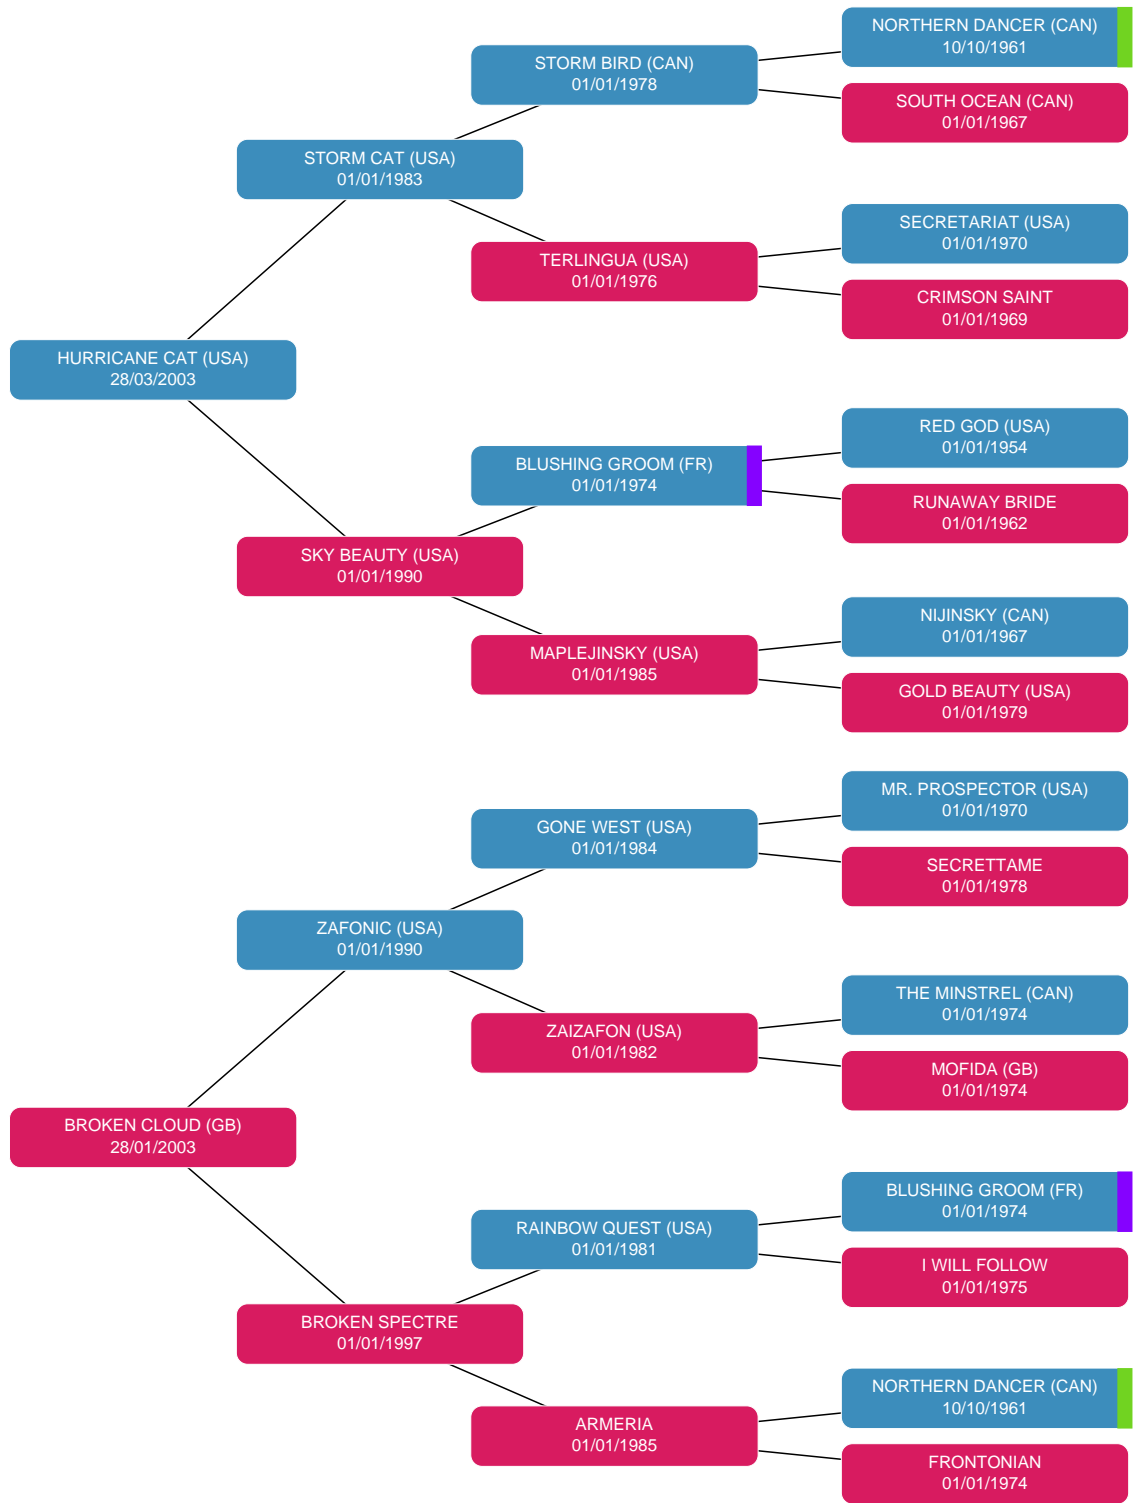 NORTHERN DANCER (CAN)
10/10/1961
STORM BIRD (CAN)
01/01/1978
SOUTH OCEAN (CAN)
01/01/1967
STORM CAT (USA)
01/01/1983
SECRETARIAT (USA)
01/01/1970
TERLINGUA (USA)
01/01/1976
CRIMSON SAINT
01/01/1969
HURRICANE CAT (USA)
28/03/2003
RED GOD (USA)
01/01/1954
BLUSHING GROOM (FR)
01/01/1974
RUNAWAY BRIDE
01/01/1962
SKY BEAUTY (USA)
01/01/1990
NIJINSKY (CAN)
01/01/1967
MAPLEJINSKY (USA)
01/01/1985
GOLD BEAUTY (USA)
01/01/1979
MR. PROSPECTOR (USA)
01/01/1970
GONE WEST (USA)
01/01/1984
SECRETTAME
01/01/1978
ZAFONIC (USA)
01/01/1990
THE MINSTREL (CAN)
01/01/1974
ZAIZAFON (USA)
01/01/1982
MOFIDA (GB)
01/01/1974
BROKEN CLOUD (GB)
28/01/2003
BLUSHING GROOM (FR)
01/01/1974
RAINBOW QUEST (USA)
01/01/1981
I WILL FOLLOW
01/01/1975
BROKEN SPECTRE
01/01/1997
NORTHERN DANCER (CAN)
10/10/1961
ARMERIA
01/01/1985
FRONTONIAN
01/01/1974